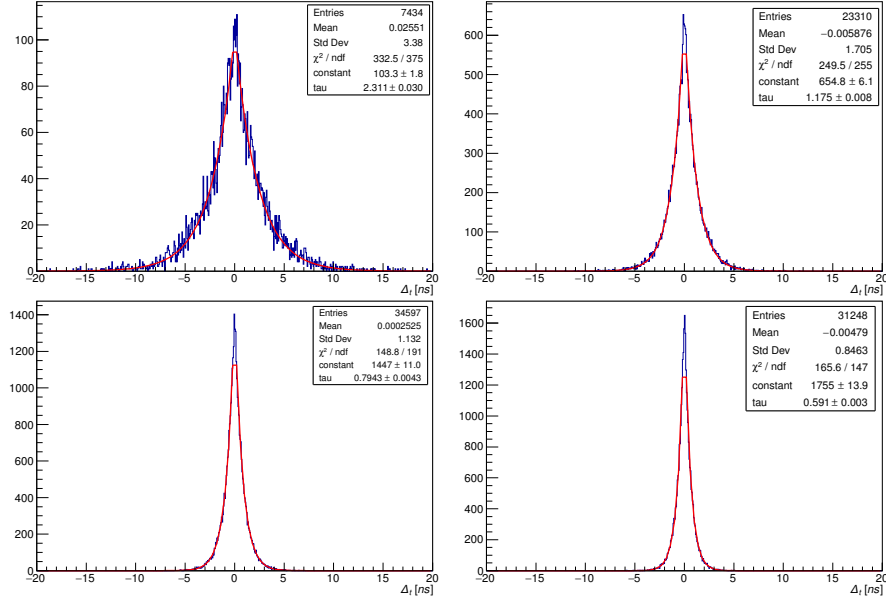 Entries 7434
Mean 0.02551
Std Dev 3.38
χ² / ndf 332.5 / 375
constant 103.3 ± 1.8
tau 2.311 ± 0.030
100
80
60
40
20
0
−20 −15 −10 −5 0 5 10 15 20
Δt [ns]
Entries 23310
Mean −0.005876
Std Dev 1.705
χ² / ndf 249.5 / 255
constant 654.8 ± 6.1
tau 1.175 ± 0.008
600
500
400
300
200
100
0
−20 −15 −10 −5 0 5 10 15 20
Δt [ns]
Entries 34597
Mean 0.0002525
Std Dev 1.132
χ² / ndf 148.8 / 191
constant 1447 ± 11.0
tau 0.7943 ± 0.0043
1400
1200
1000
800
600
400
200
0
−20 −15 −10 −5 0 5 10 15 20
Δt [ns]
Entries 31248
Mean −0.00479
Std Dev 0.8463
χ² / ndf 165.6 / 147
constant 1755 ± 13.9
tau 0.591 ± 0.003
1600
1400
1200
1000
800
600
400
200
0
−20 −15 −10 −5 0 5 10 15 20
Δt [ns]